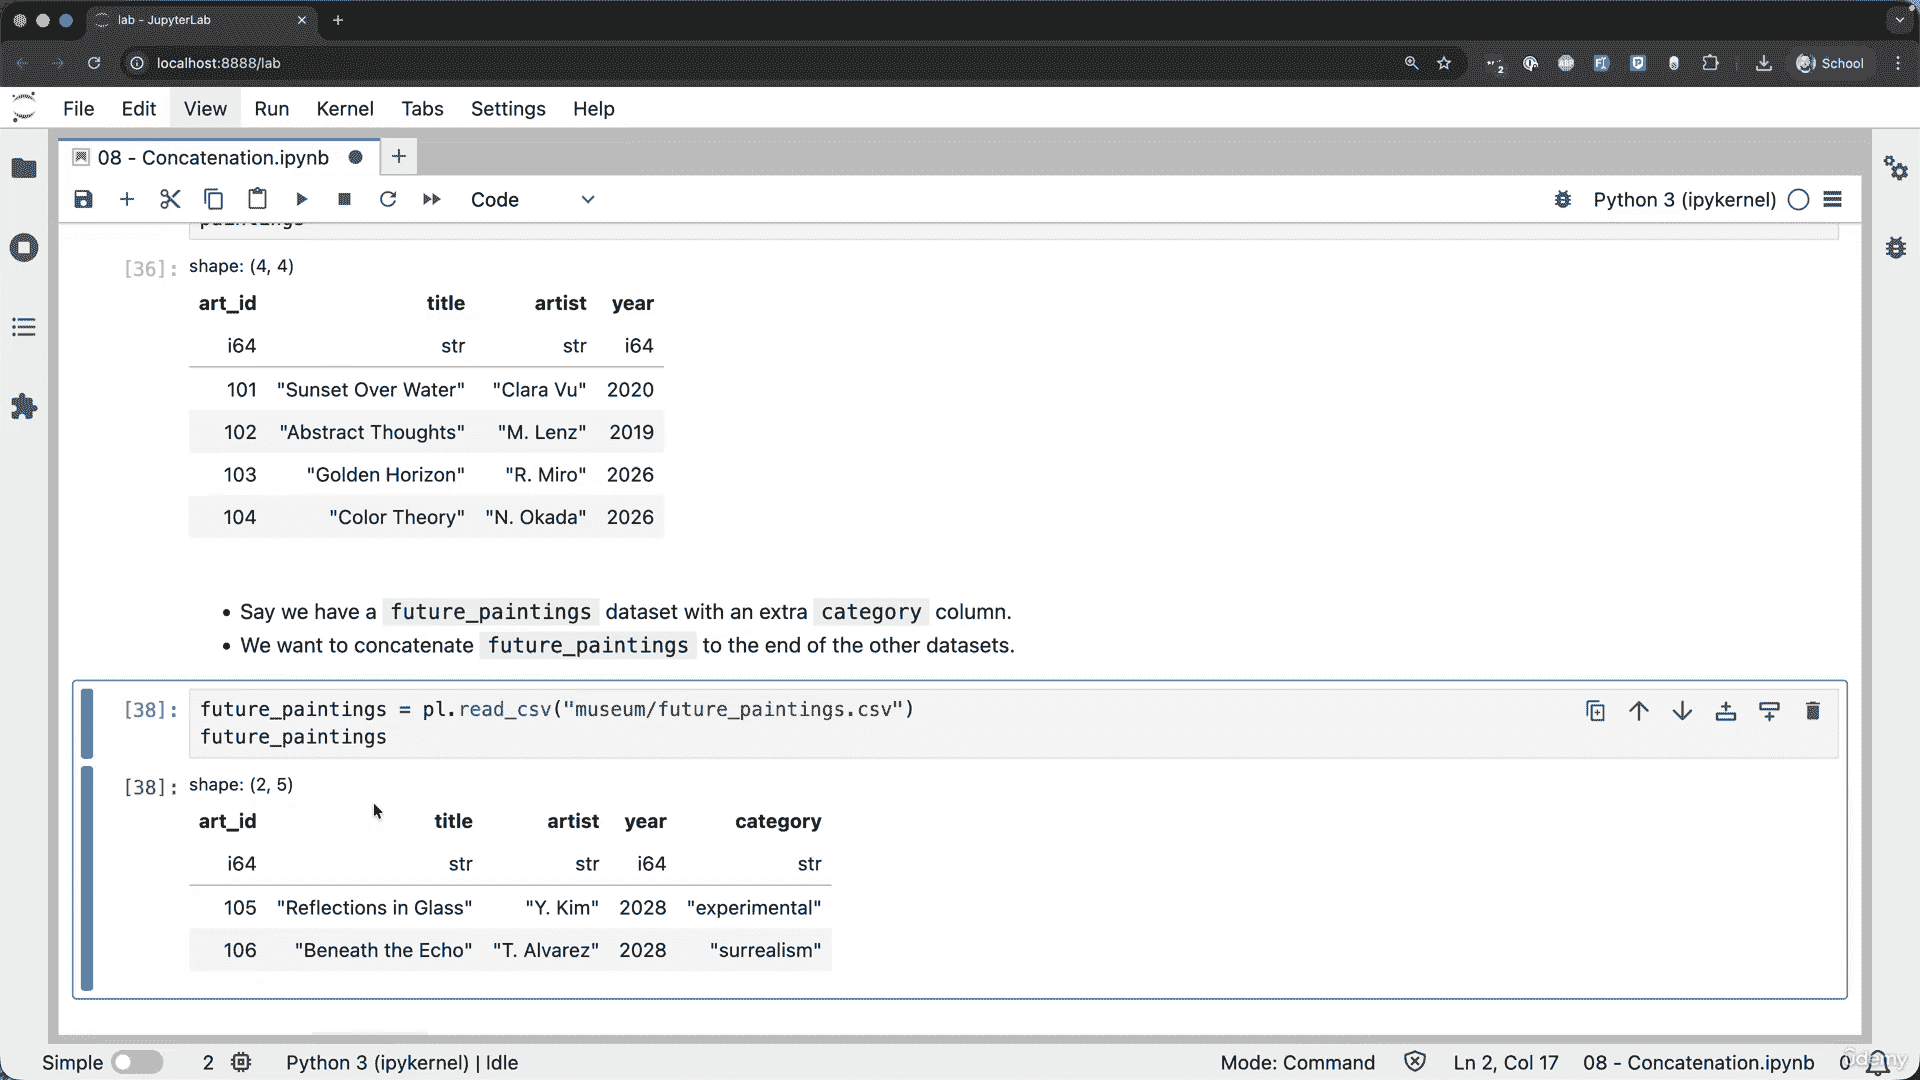 lab - JupyterLab
localhost:8888/lab
2
ABP
School
File Edit View Run Kernel Tabs Settings Help
08 - Concatenation.ipynb
Code
Python 3 (ipykernel)
paintings
[36]: shape: (4, 4)
art_id title artist year
i64 str str i64
101 "Sunset Over Water" "Clara Vu" 2020
102 "Abstract Thoughts" "M. Lenz" 2019
103 "Golden Horizon" "R. Miro" 2026
104 "Color Theory" "N. Okada" 2026
• Say we have a future_paintings dataset with an extra category column.
• We want to concatenate future_paintings to the end of the other datasets.
[38]: future_paintings = pl.read_csv("museum/future_paintings.csv")
future_paintings
[38]: shape: (2, 5)
art_id title artist year category
i64 str str i64 str
105 "Reflections in Glass" "Y. Kim" 2028 "experimental"
106 "Beneath the Echo" "T. Alvarez" 2028 "surrealism"
Simple 2 Python 3 (ipykernel) | Idle Mode: Command Ln 2, Col 17 08 - Concatenation.ipynb 0
udemy